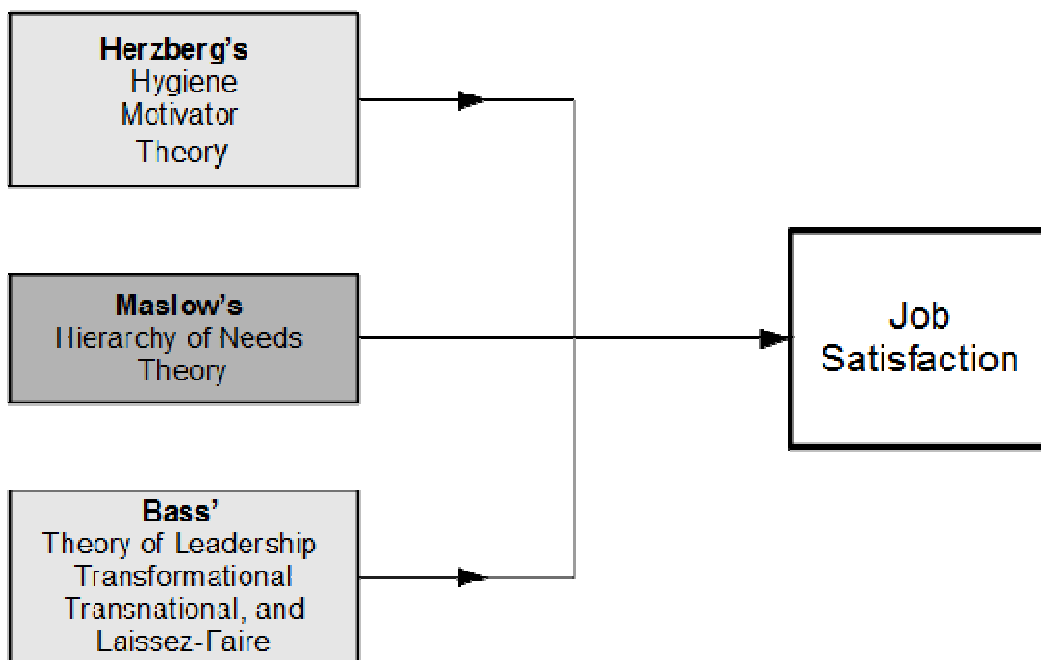 Herzberg's
Hygiene
Motivator
Theory
Maslow's
Hierarchy of Needs
Theory
Bass'
Theory of Leadership
Transformational
Transnational, and
Laissez-Faire
Job
Satisfaction